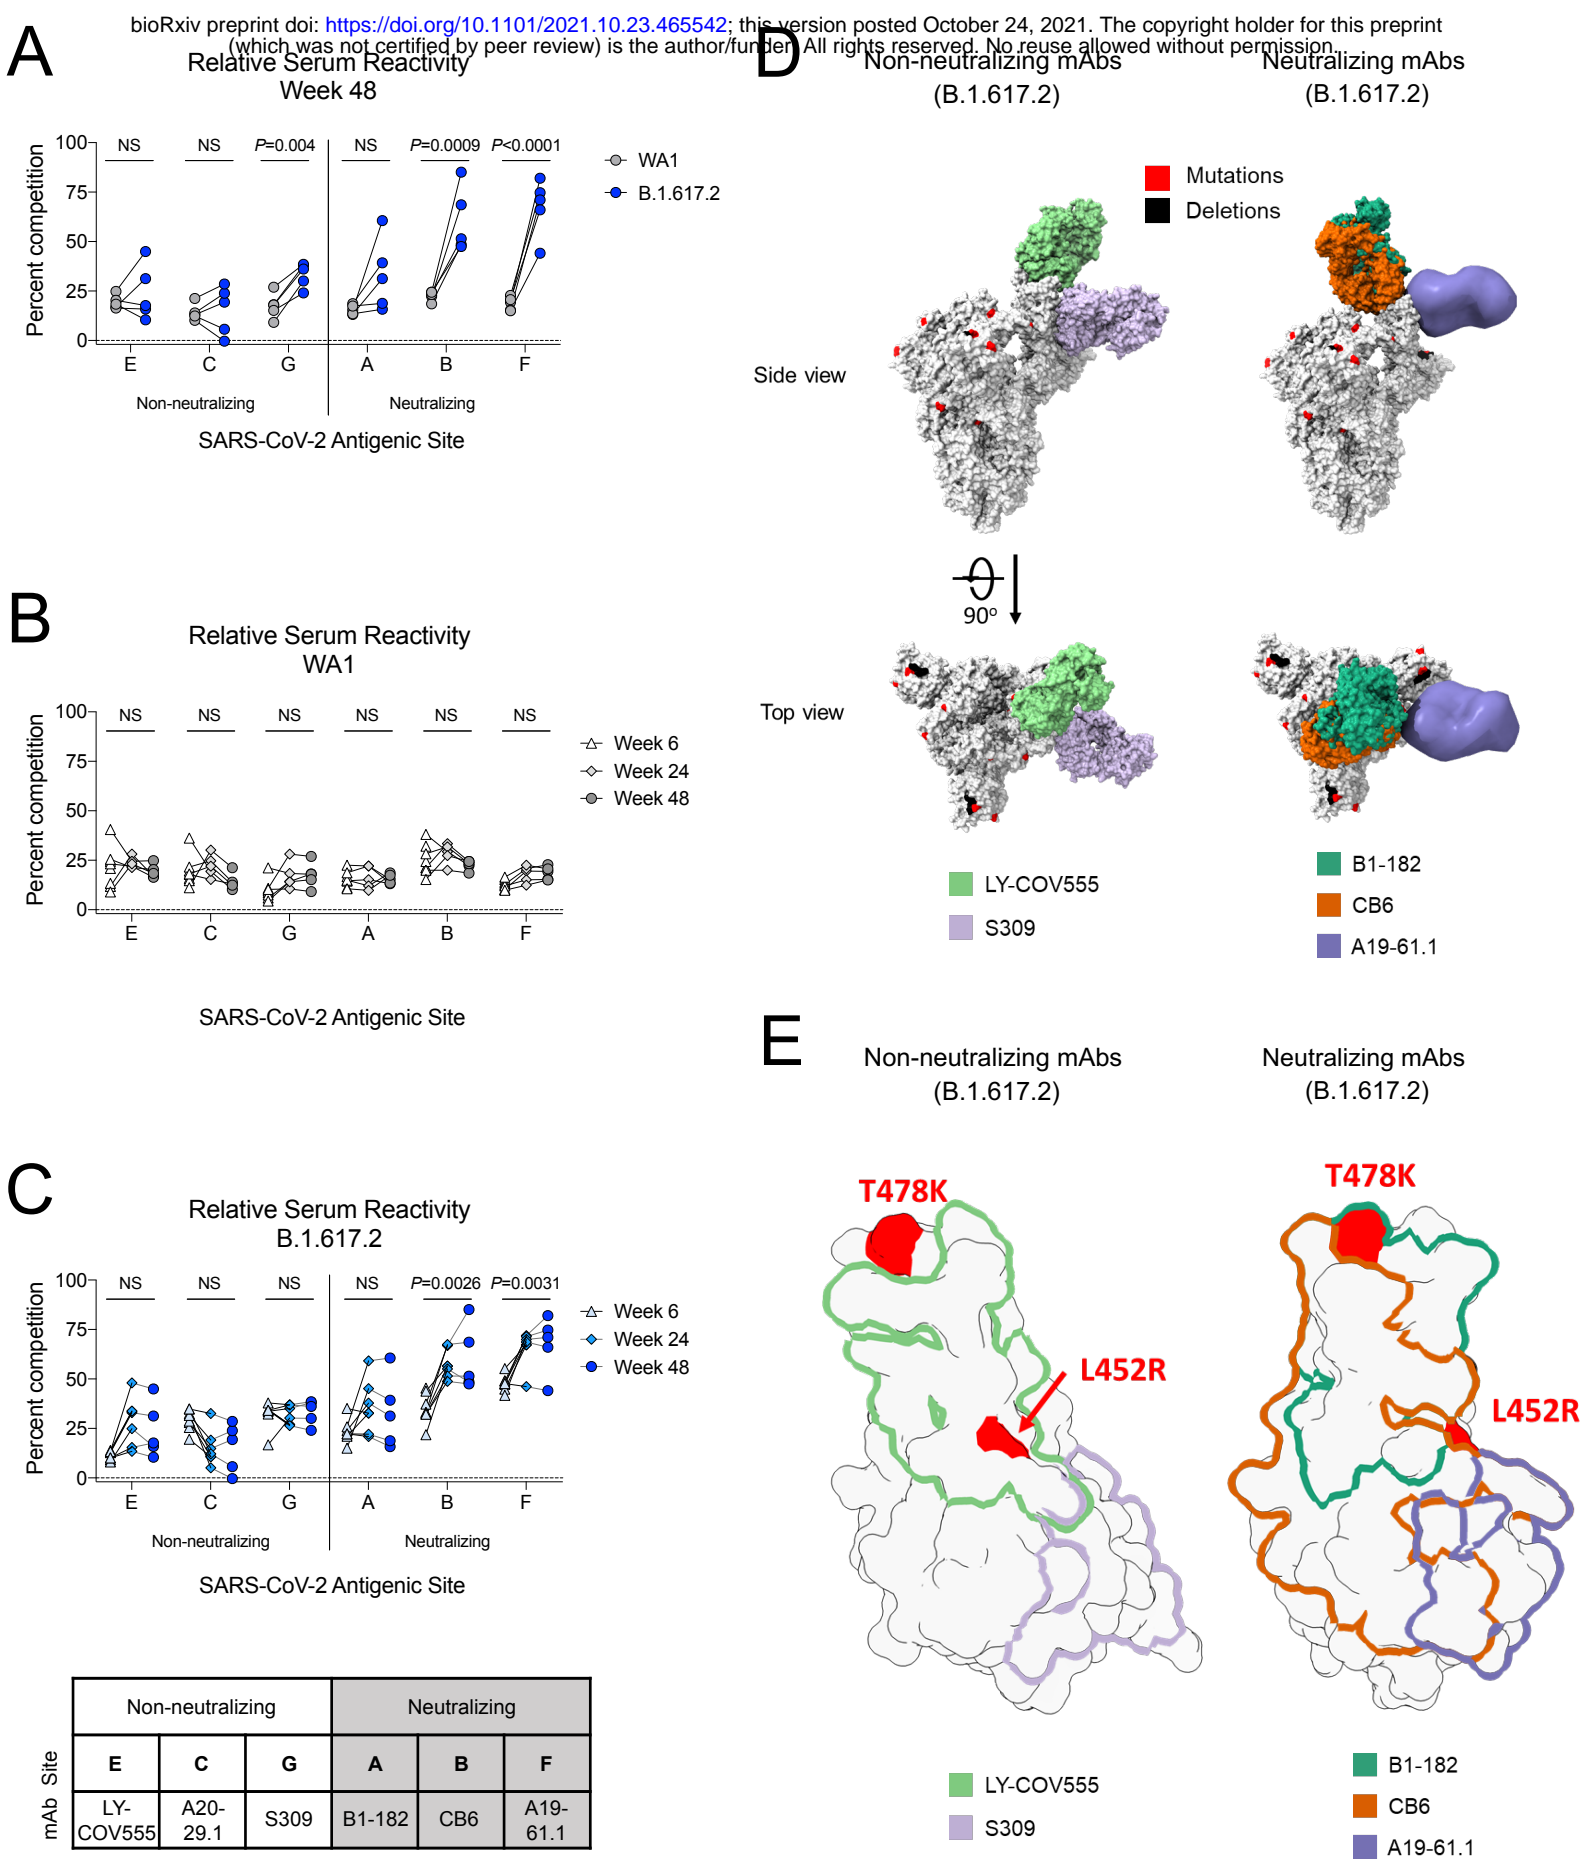 bioRxiv preprint doi: https://doi.org/10.1101/2021.10.23.465542; this version posted October 24, 2021. The copyright holder for this preprint
(which was not certified by peer review) is the author/funder. All rights reserved. No reuse allowed without permission.
A
Relative Serum Reactivity
Week 48
Percent competition
100
75
50
25
0
NS NS P=0.004 NS P=0.0009 P<0.0001
WA1
B.1.617.2
E C G A B F
Non-neutralizing Neutralizing
SARS-CoV-2 Antigenic Site
B
Relative Serum Reactivity
WA1
Percent competition
100
75
50
25
0
NS NS NS NS NS NS
Week 6
Week 24
Week 48
E C G A B F
SARS-CoV-2 Antigenic Site
C
Relative Serum Reactivity
B.1.617.2
Percent competition
100
75
50
25
0
NS NS NS NS P=0.0026 P=0.0031
Week 6
Week 24
Week 48
E C G A B F
Non-neutralizing Neutralizing
SARS-CoV-2 Antigenic Site
Non-neutralizing Neutralizing
Site E C G A B F
mAb LY-COV555 A20-29.1 S309 B1-182 CB6 A19-61.1
D
Non-neutralizing mAbs
(B.1.617.2)
Neutralizing mAbs
(B.1.617.2)
Mutations
Deletions
Side view
90o
Top view
LY-COV555
S309
B1-182
CB6
A19-61.1
E
Non-neutralizing mAbs
(B.1.617.2)
Neutralizing mAbs
(B.1.617.2)
T478K
L452R
T478K
L452R
LY-COV555
S309
B1-182
CB6
A19-61.1